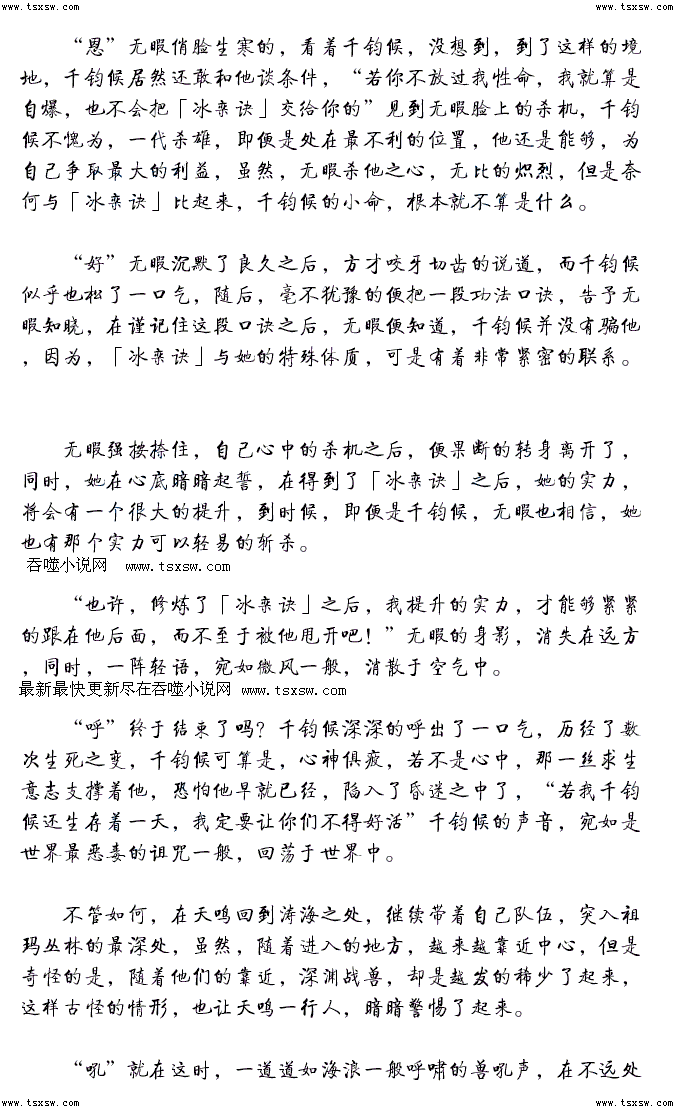 www.tsxsw.com www.tsxsw.com
“恩”无暇俏脸生寒的，看着千钧候，没想到，到了这样的境
地，千钧候居然还敢和他谈条件，“若你不放过我性命，我就算是
自爆，也不会把「冰亲诀」交给你的”见到无暇脸上的杀机，千钧
候不愧为，一代杀雄，即便是处在最不利的位置，他还是能够，为
自己争取最大的利益，虽然，无暇杀他之心，无比的炽烈，但是奈
何与「冰亲诀」比起来，千钧候的小命，根本就不算是什么。
“好”无暇沉默了良久之后，方才咬牙切齿的说道，而千钧候
似乎也松了一口气，随后，毫不犹豫的便把一段功法口诀，告予无
暇知晓，在谨记住这段口诀之后，无暇便知道，千钧候并没有骗他
，因为，「冰亲诀」与她的特殊体质，可是有着非常紧密的联系。
无暇强按捺住，自己心中的杀机之后，便果断的转身离开了，
同时，她在心底暗暗起誓，在得到了「冰亲诀」之后，她的实力，
将会有一个很大的提升，到时候，即便是千钧候，无暇也相信，她
也有那个实力可以轻易的斩杀。
吞噬小说网 www.tsxsw.com
“也许，修炼了「冰亲诀」之后，我提升的实力，才能够紧紧
的跟在他后面，而不至于被他甩开吧！”无暇的身影，消失在远方
，同时，一阵轻语，宛如微风一般，消散于空气中。
最新最快更新尽在吞噬小说网 www.tsxsw.com
“呼”终于结束了吗？千钧候深深的呼出了一口气，历经了数
次生死之变，千钧候可算是，心神俱疲，若不是心中，那一丝求生
意志支撑着他，恐怕他早就已经，陷入了昏迷之中了，“若我千钧
候还生存着一天，我定要让你们不得好活”千钧候的声音，宛如是
世界最恶毒的诅咒一般，回荡于世界中。
不管如何，在天鸣回到涛海之处，继续带着自己队伍，突入祖
玛丛林的最深处，虽然，随着进入的地方，越来越靠近中心，但是
奇怪的是，随着他们的靠近，深渊战兽，却是越发的稀少了起来，
这样古怪的情形，也让天鸣一行人，暗暗警惕了起来。
“吼”就在这时，一道道如海浪一般呼啸的兽吼声，在不远处
www.tsxsw.com www.tsxsw.com